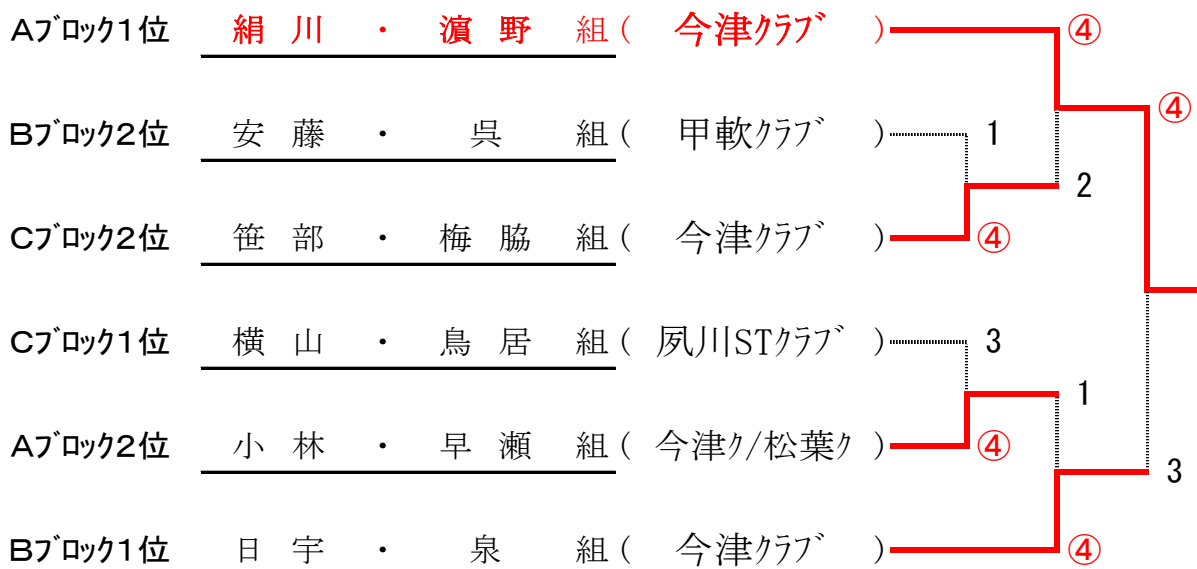 Aﾌﾞﾛｯｸ1位 絹川・濵野 組( 今津ｸﾗﾌﾞ ) ④
④
Bﾌﾞﾛｯｸ2位 安藤・呉 組( 甲軟ｸﾗﾌﾞ ) 1
2
Cﾌﾞﾛｯｸ2位 笹部・梅脇 組( 今津ｸﾗﾌﾞ ) ④
Cﾌﾞﾛｯｸ1位 横山・鳥居 組( 夙川STｸﾗﾌﾞ ) 3
1
Aﾌﾞﾛｯｸ2位 小林・早瀬 組( 今津ｸ/松葉ｸ ) ④
3
Bﾌﾞﾛｯｸ1位 日宇・泉 組( 今津ｸﾗﾌﾞ ) ④